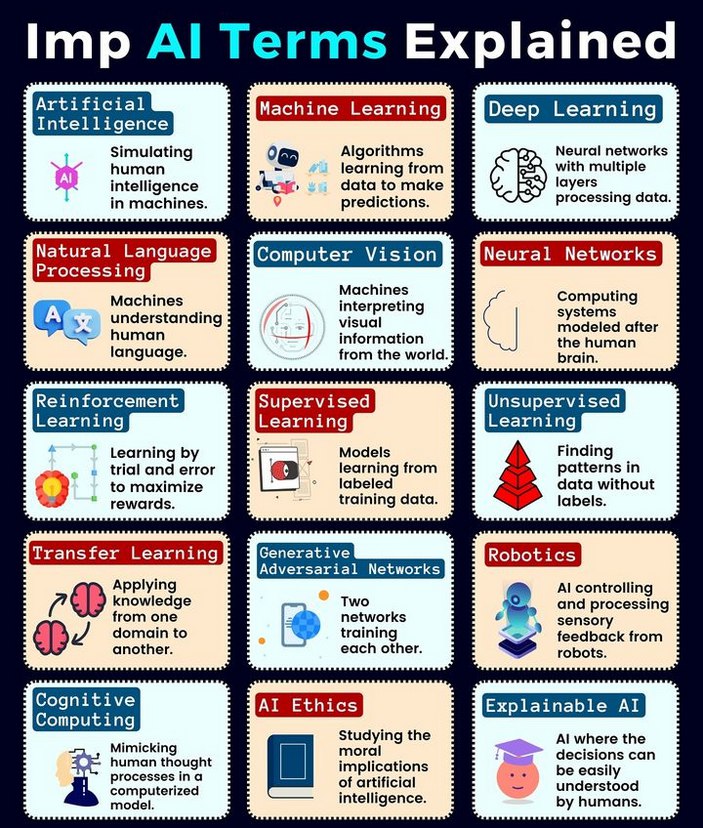 Imp AI Terms Explained
Artificial
Intelligence
AI
Simulating
human
intelligence
in machines.
Machine Learning
Algorithms
learning from
data to make
predictions.
Deep Learning
Neural networks
with multiple
layers
processing data.
Natural Language
Processing
A
文
Machines
understanding
human
language.
Computer Vision
Machines
interpreting
visual
information
from the world.
Neural Networks
Computing
systems
modeled after
the human
brain.
Reinforcement
Learning
Learning by
trial and error
to maximize
rewards.
Supervised
Learning
Models
learning from
labeled
training data.
Unsupervised
Learning
Finding
patterns in
data without
labels.
Transfer Learning
Applying
knowledge
from one
domain to
another.
Generative
Adversarial Networks
Two
networks
training
each other.
Robotics
AI controlling
and processing
sensory
feedback from
robots.
Cognitive
Computing
Mimicking
human thought
processes in a
computerized
model.
AI Ethics
Studying the
moral
implications
of artificial
intelligence.
Explainable AI
AI where the
decisions can
be easily
understood
by humans.